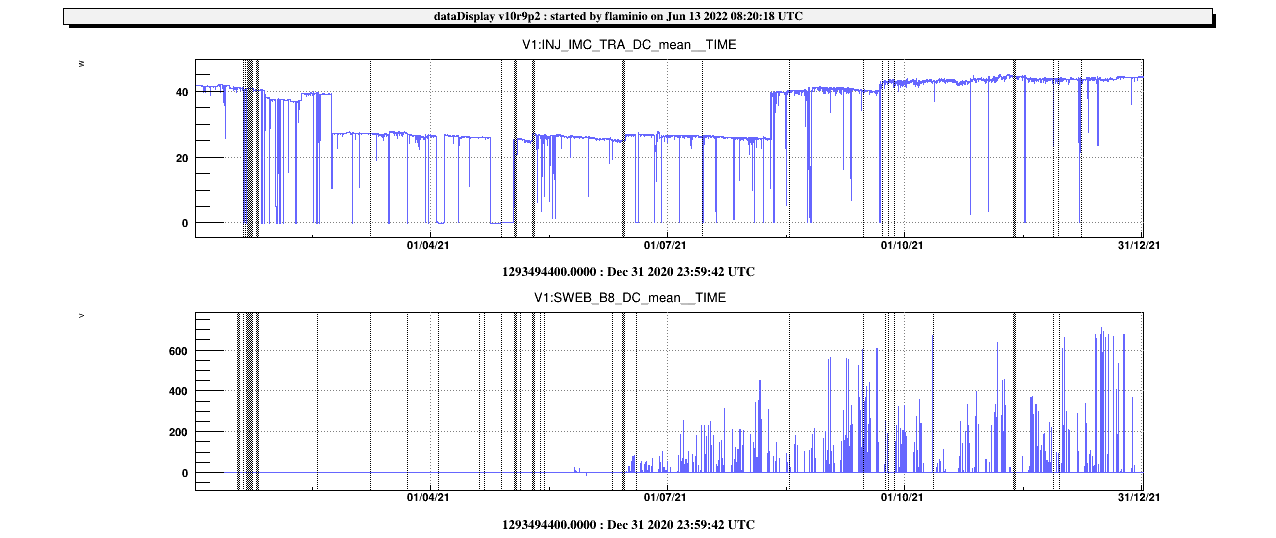 dataDisplay v10r9p2 : started by flaminio on Jun 13 2022 08:20:18 UTC
V1:INJ_IMC_TRA_DC_mean__TIME
w
40
20
0
01/04/21 01/07/21 01/10/21 31/12/21
1293494400.0000 : Dec 31 2020 23:59:42 UTC
V1:SWEB_B8_DC_mean__TIME
v
600
400
200
0
01/04/21 01/07/21 01/10/21 31/12/21
1293494400.0000 : Dec 31 2020 23:59:42 UTC